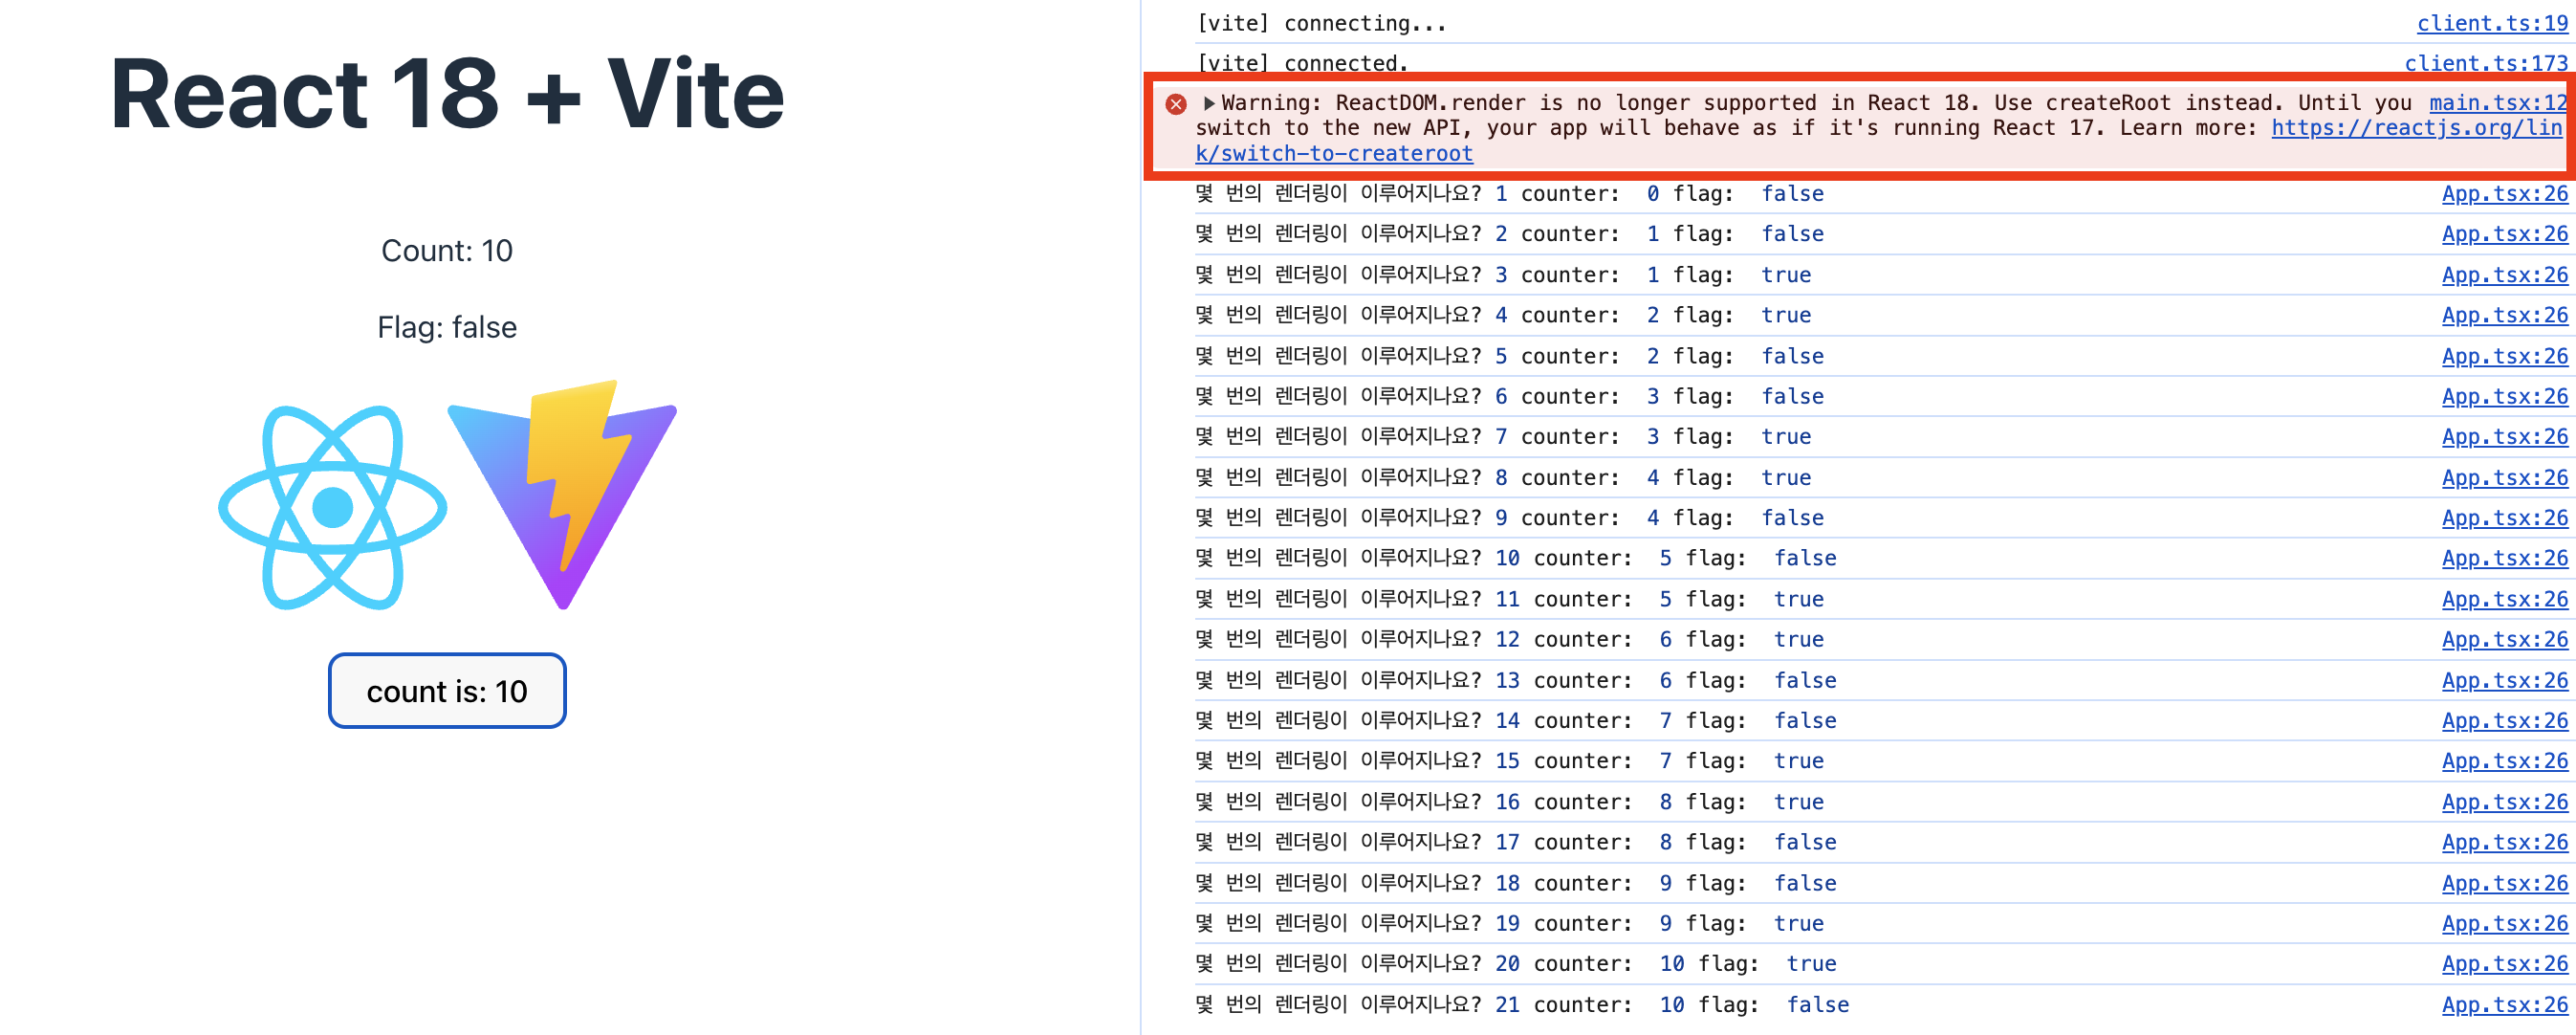 React 18 + Vite
Count: 10
Flag: false
count is: 10
[vite] connecting... client.ts:19
[vite] connected. client.ts:173
Warning: ReactDOM.render is no longer supported in React 18. Use createRoot instead. Until you main.tsx:12
switch to the new API, your app will behave as if it's running React 17. Learn more: https://reactjs.org/lin
k/switch-to-createroot
몇 번의 렌더링이 이루어지나요? 1 counter: 0 flag: false App.tsx:26
몇 번의 렌더링이 이루어지나요? 2 counter: 1 flag: false App.tsx:26
몇 번의 렌더링이 이루어지나요? 3 counter: 1 flag: true App.tsx:26
몇 번의 렌더링이 이루어지나요? 4 counter: 2 flag: true App.tsx:26
몇 번의 렌더링이 이루어지나요? 5 counter: 2 flag: false App.tsx:26
몇 번의 렌더링이 이루어지나요? 6 counter: 3 flag: false App.tsx:26
몇 번의 렌더링이 이루어지나요? 7 counter: 3 flag: true App.tsx:26
몇 번의 렌더링이 이루어지나요? 8 counter: 4 flag: true App.tsx:26
몇 번의 렌더링이 이루어지나요? 9 counter: 4 flag: false App.tsx:26
몇 번의 렌더링이 이루어지나요? 10 counter: 5 flag: false App.tsx:26
몇 번의 렌더링이 이루어지나요? 11 counter: 5 flag: true App.tsx:26
몇 번의 렌더링이 이루어지나요? 12 counter: 6 flag: true App.tsx:26
몇 번의 렌더링이 이루어지나요? 13 counter: 6 flag: false App.tsx:26
몇 번의 렌더링이 이루어지나요? 14 counter: 7 flag: false App.tsx:26
몇 번의 렌더링이 이루어지나요? 15 counter: 7 flag: true App.tsx:26
몇 번의 렌더링이 이루어지나요? 16 counter: 8 flag: true App.tsx:26
몇 번의 렌더링이 이루어지나요? 17 counter: 8 flag: false App.tsx:26
몇 번의 렌더링이 이루어지나요? 18 counter: 9 flag: false App.tsx:26
몇 번의 렌더링이 이루어지나요? 19 counter: 9 flag: true App.tsx:26
몇 번의 렌더링이 이루어지나요? 20 counter: 10 flag: true App.tsx:26
몇 번의 렌더링이 이루어지나요? 21 counter: 10 flag: false App.tsx:26